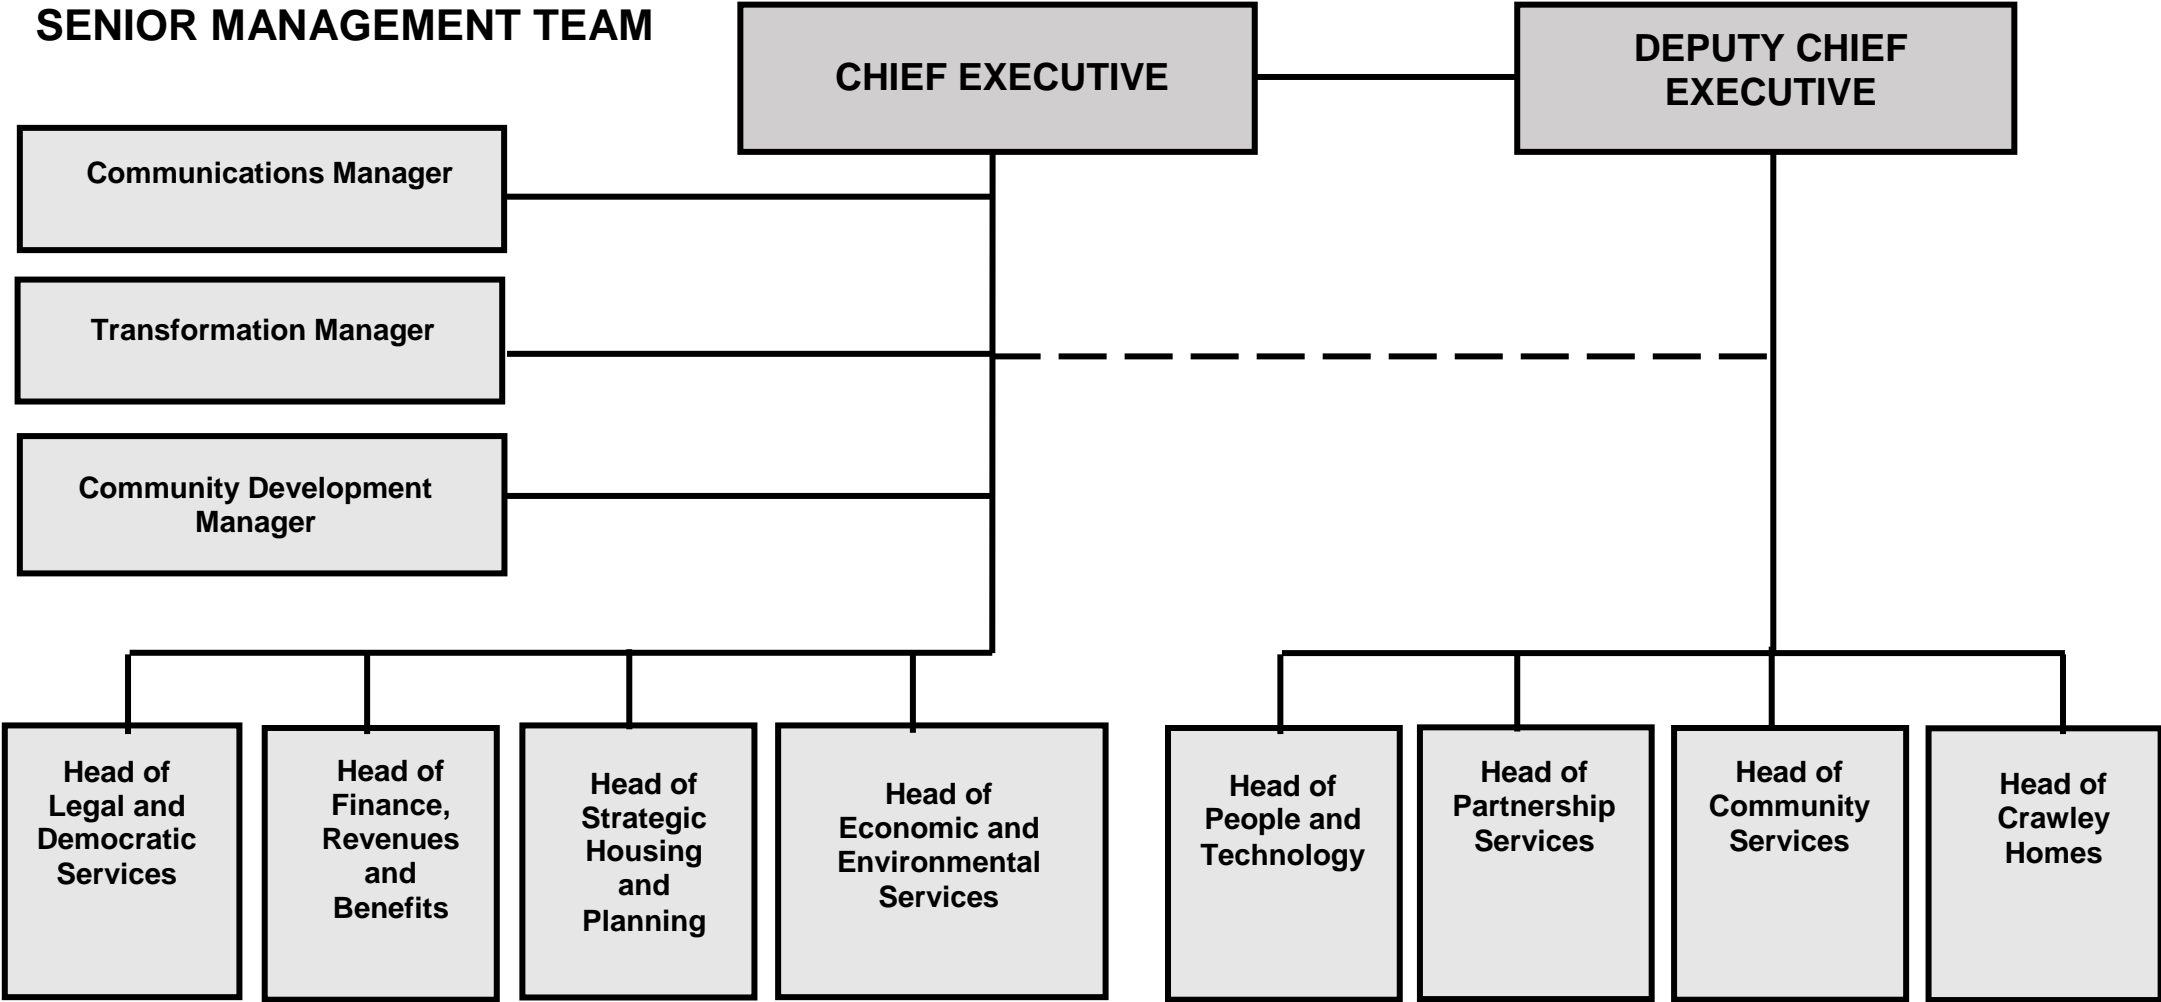 SENIOR MANAGEMENT TEAM
CHIEF EXECUTIVE
DEPUTY CHIEF
EXECUTIVE
Communications Manager
Transformation Manager
Community Development
Manager
Head of
Legal and
Democratic
Services
Head of
Finance,
Revenues
and
Benefits
Head of
Strategic
Housing
and
Planning
Head of
Economic and
Environmental
Services
Head of
People and
Technology
Head of
Partnership
Services
Head of
Community
Services
Head of
Crawley
Homes